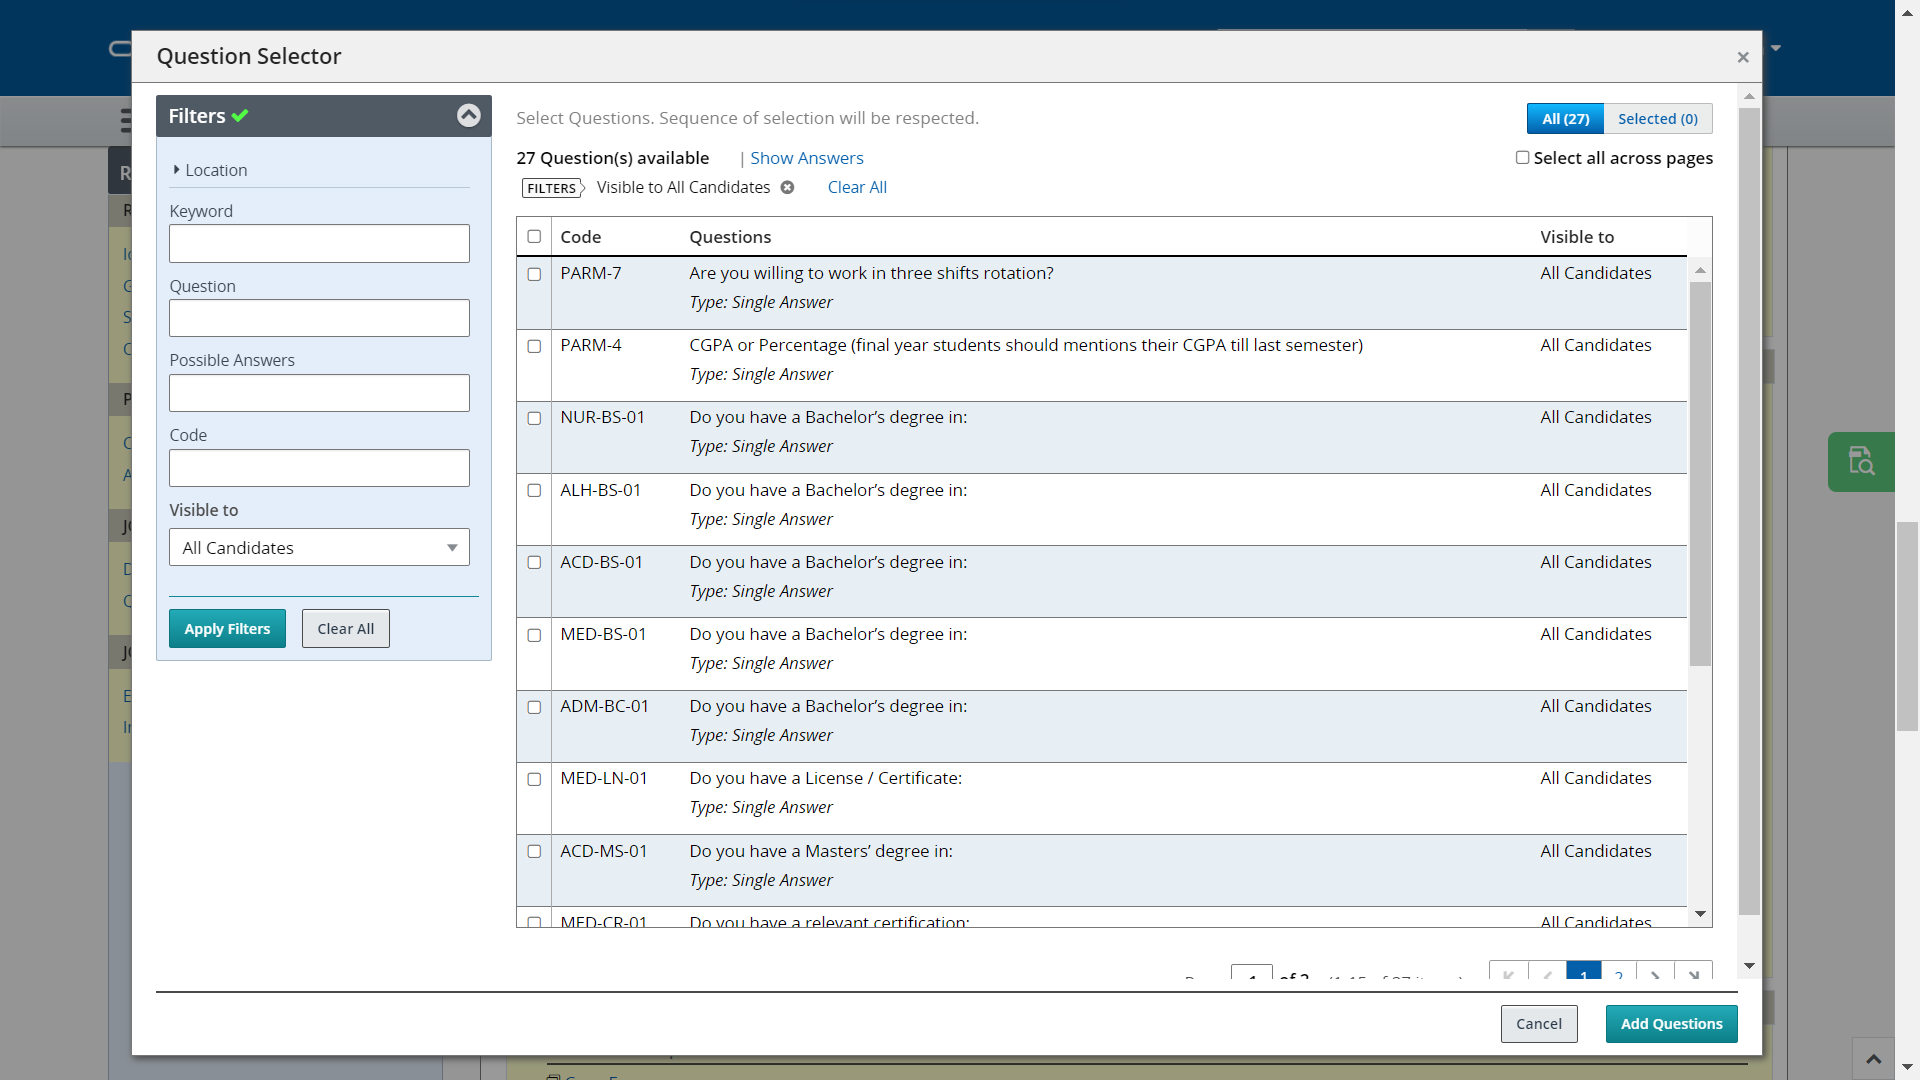 Question Selector
×
Filters
Location
Keyword
Question
Possible Answers
Code
Visible to
All Candidates
Apply Filters
Clear All
Select Questions. Sequence of selection will be respected.
All (27)
Selected (0)
27 Question(s) available | Show Answers
Select all across pages
FILTERS Visible to All Candidates Clear All
Code Questions Visible to
PARM-7 Are you willing to work in three shifts rotation? All Candidates
Type: Single Answer
PARM-4 CGPA or Percentage (final year students should mentions their CGPA till last semester) All Candidates
Type: Single Answer
NUR-BS-01 Do you have a Bachelor’s degree in: All Candidates
Type: Single Answer
ALH-BS-01 Do you have a Bachelor’s degree in: All Candidates
Type: Single Answer
ACD-BS-01 Do you have a Bachelor’s degree in: All Candidates
Type: Single Answer
MED-BS-01 Do you have a Bachelor’s degree in: All Candidates
Type: Single Answer
ADM-BC-01 Do you have a Bachelor’s degree in: All Candidates
Type: Single Answer
MED-LN-01 Do you have a License / Certificate: All Candidates
Type: Single Answer
ACD-MS-01 Do you have a Masters’ degree in: All Candidates
Type: Single Answer
MED-CR-01 Do you have a relevant certification: All Candidates
1 of 2 1 2
Cancel
Add Questions